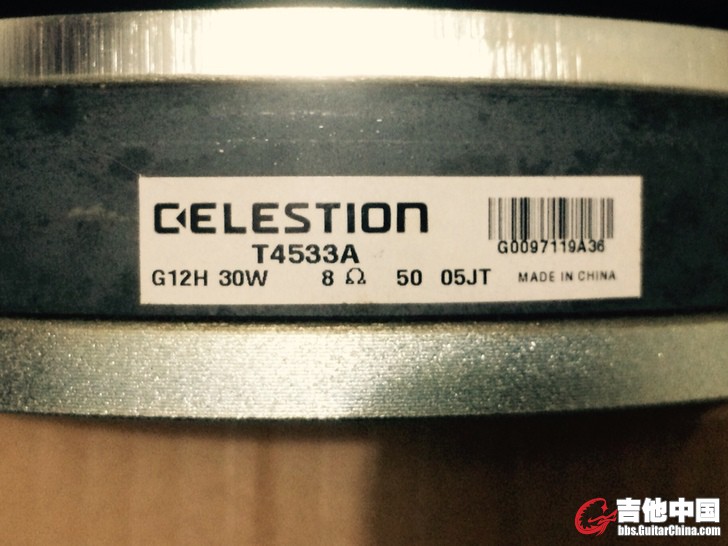 CELESTION
T4533A
G12H 30W 8 Ω 50 05JT
G0097119A36
MADE IN CHINA
吉他中国
bbs.GuitarChina.com